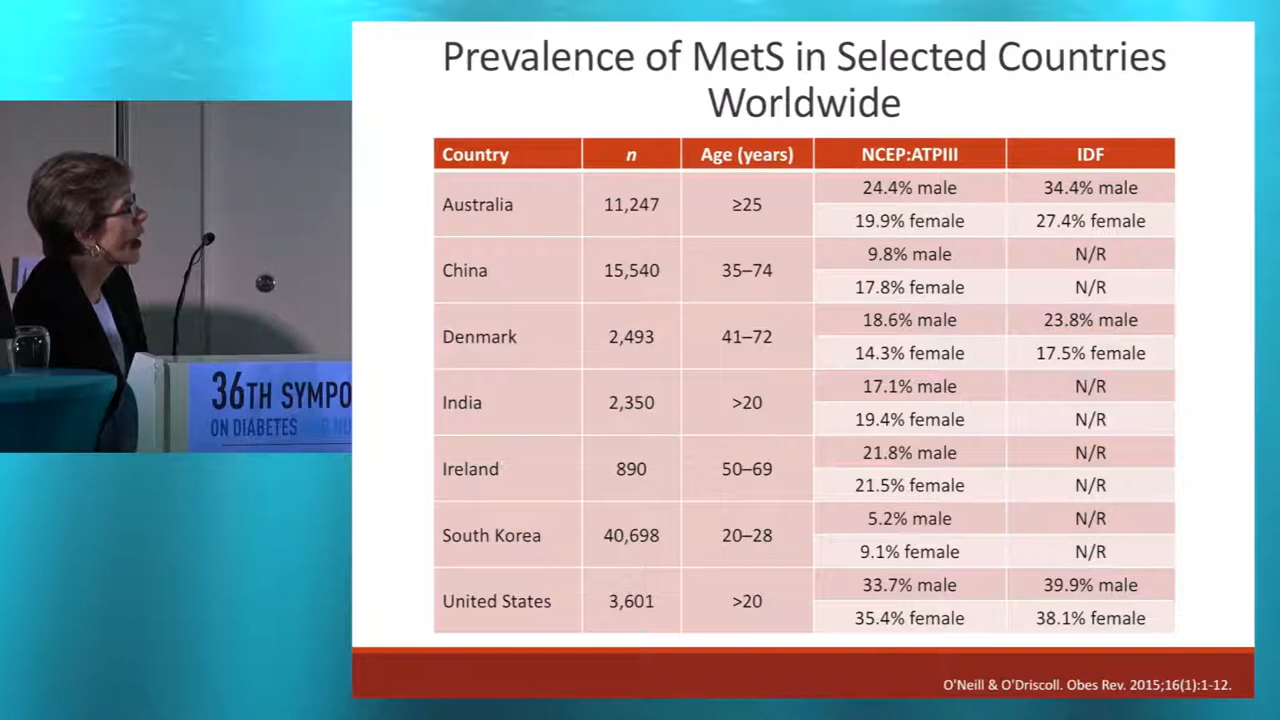 Prevalence of MetS in Selected Countries
Worldwide
Country n Age (years) NCEP:ATPIII IDF
Australia 11,247 ≥25 24.4% male 34.4% male
19.9% female 27.4% female
China 15,540 35–74 9.8% male N/R
17.8% female N/R
Denmark 2,493 41–72 18.6% male 23.8% male
14.3% female 17.5% female
India 2,350 >20 17.1% male N/R
19.4% female N/R
Ireland 890 50–69 21.8% male N/R
21.5% female N/R
South Korea 40,698 20–28 5.2% male N/R
9.1% female N/R
United States 3,601 >20 33.7% male 39.9% male
35.4% female 38.1% female
O'Neill & O'Driscoll. Obes Rev. 2015;16(1):1-12.
36TH SYMPO
ON DIABETES AND NU